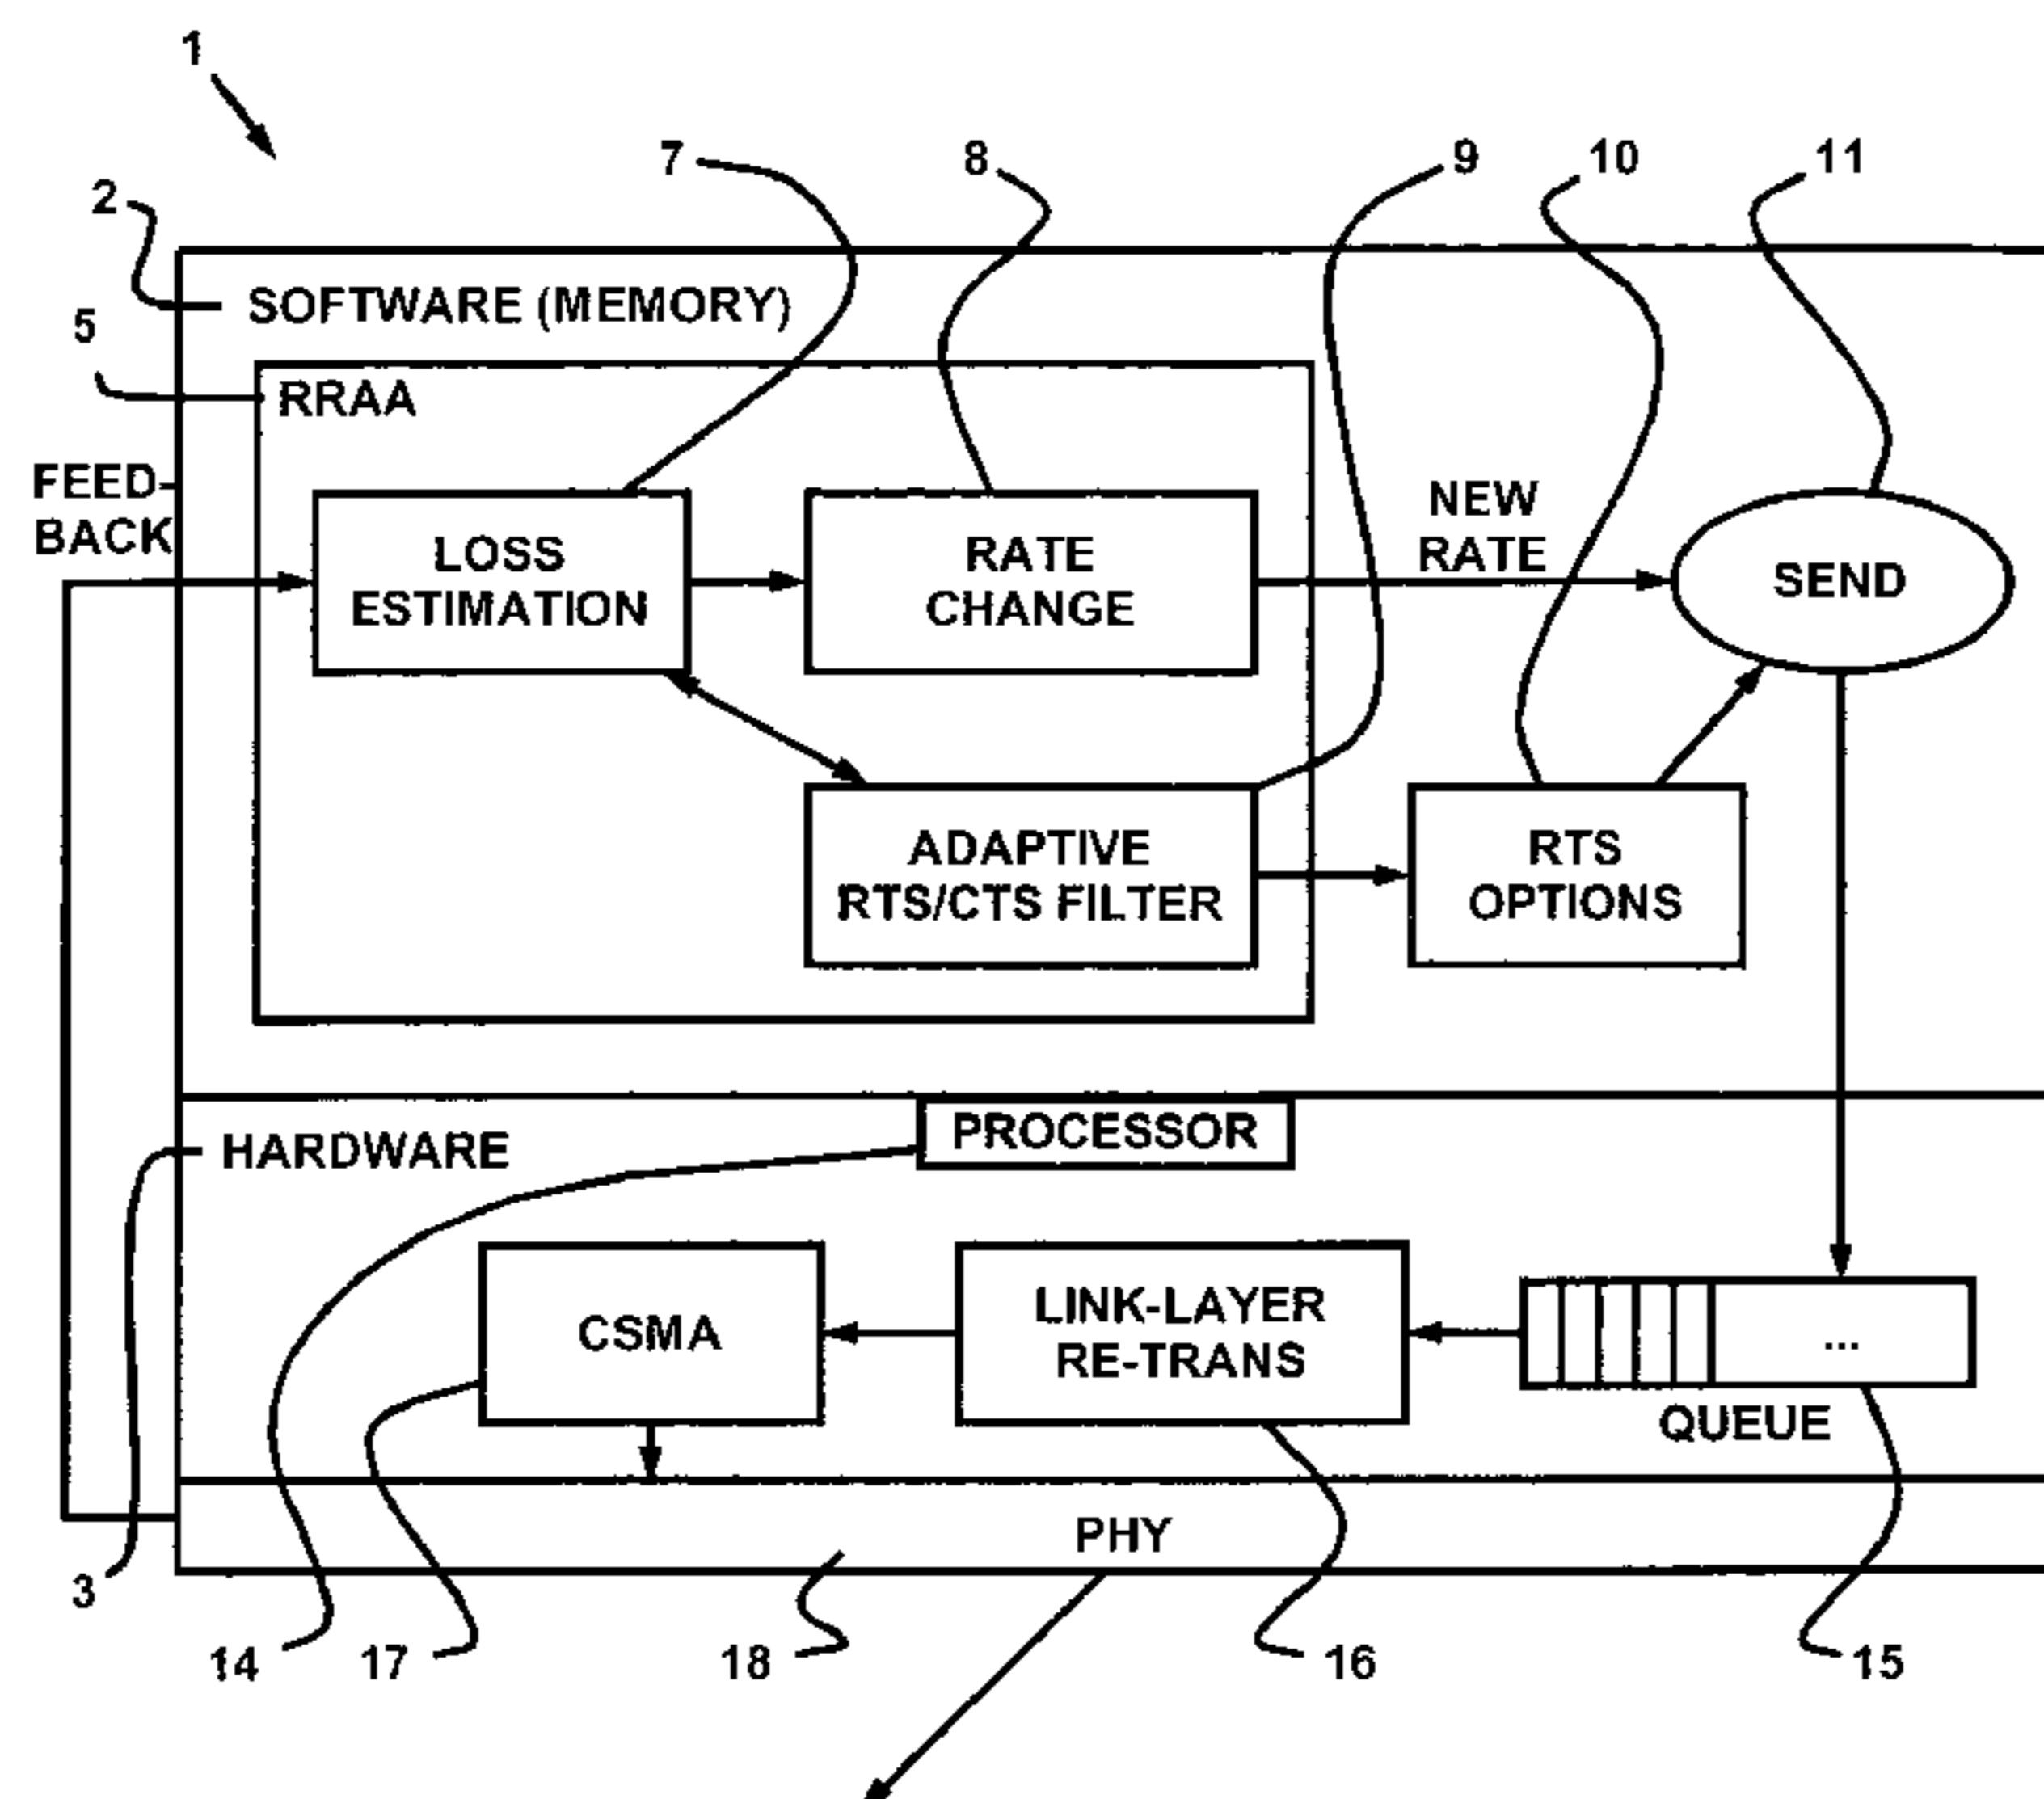 1
7
8
9
10
11
2
SOFTWARE (MEMORY)
5
RRAA
FEED-
BACK
LOSS
ESTIMATION
RATE
CHANGE
NEW
RATE
SEND
ADAPTIVE
RTS/CTS FILTER
RTS
OPTIONS
PROCESSOR
HARDWARE
CSMA
LINK-LAYER
RE-TRANS
...
QUEUE
PHY
3
14
17
18
16
15